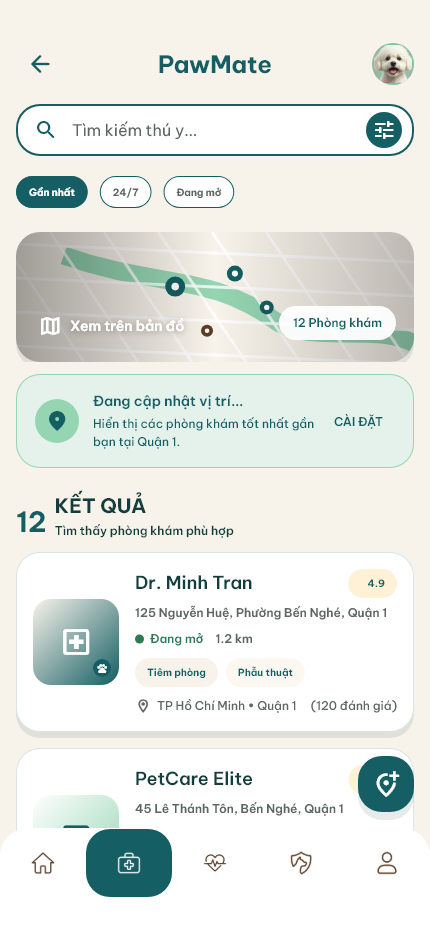 PawMate
Tìm kiếm thú y...
Gần nhất
24/7
Đang mở
Xem trên bản đồ
12 Phòng khám
Đang cập nhật vị trí...
Hiển thị các phòng khám tốt nhất gần
bạn tại Quận 1.
CÀI ĐẶT
12
KẾT QUẢ
Tìm thấy phòng khám phù hợp
Dr. Minh Tran
4.9
125 Nguyễn Huệ, Phường Bến Nghé, Quận 1
Đang mở
1.2 km
Tiêm phòng
Phẫu thuật
TP Hồ Chí Minh • Quận 1
(120 đánh giá)
PetCare Elite
45 Lê Thánh Tôn, Bến Nghé, Quận 1